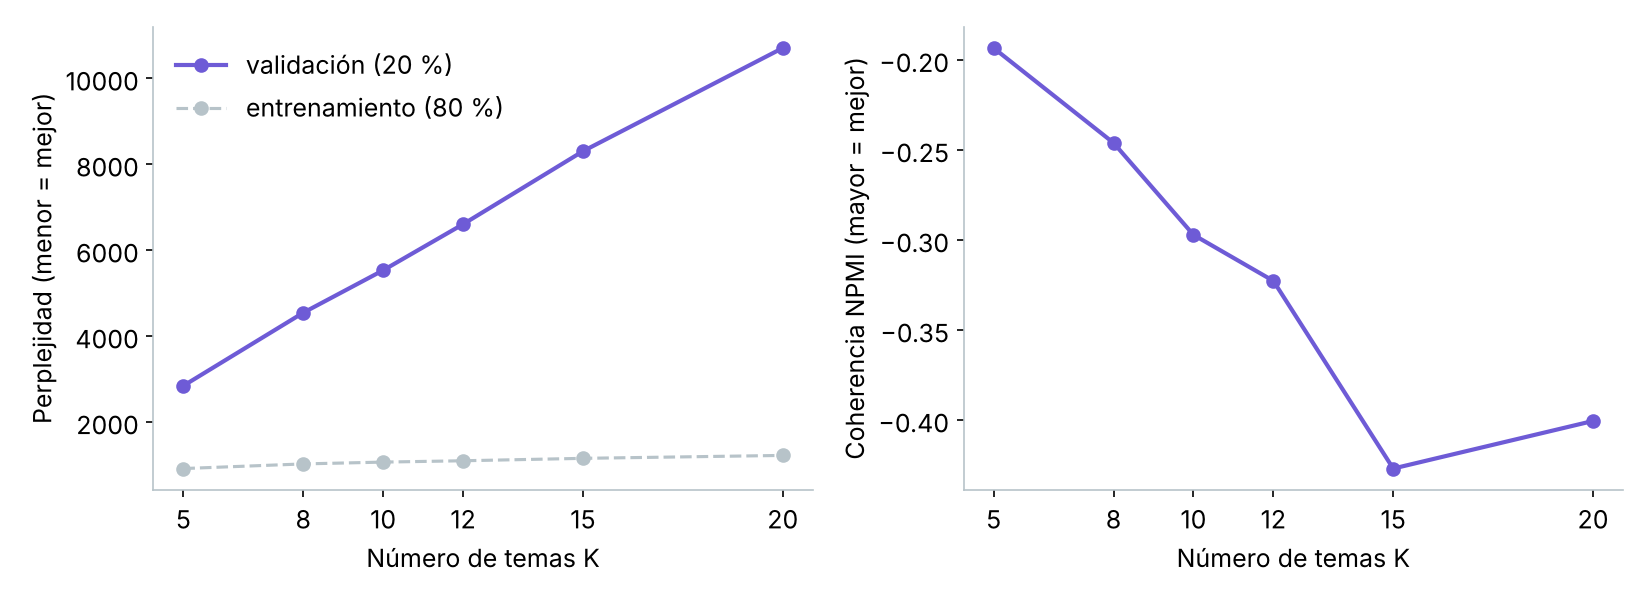 Perplejidad (menor = mejor)
10000
8000
6000
4000
2000
validación (20 %)
entrenamiento (80 %)
5 8 10 12 15 20
Número de temas K
Coherencia NPMI (mayor = mejor)
−0.20
−0.25
−0.30
−0.35
−0.40
5 8 10 12 15 20
Número de temas K